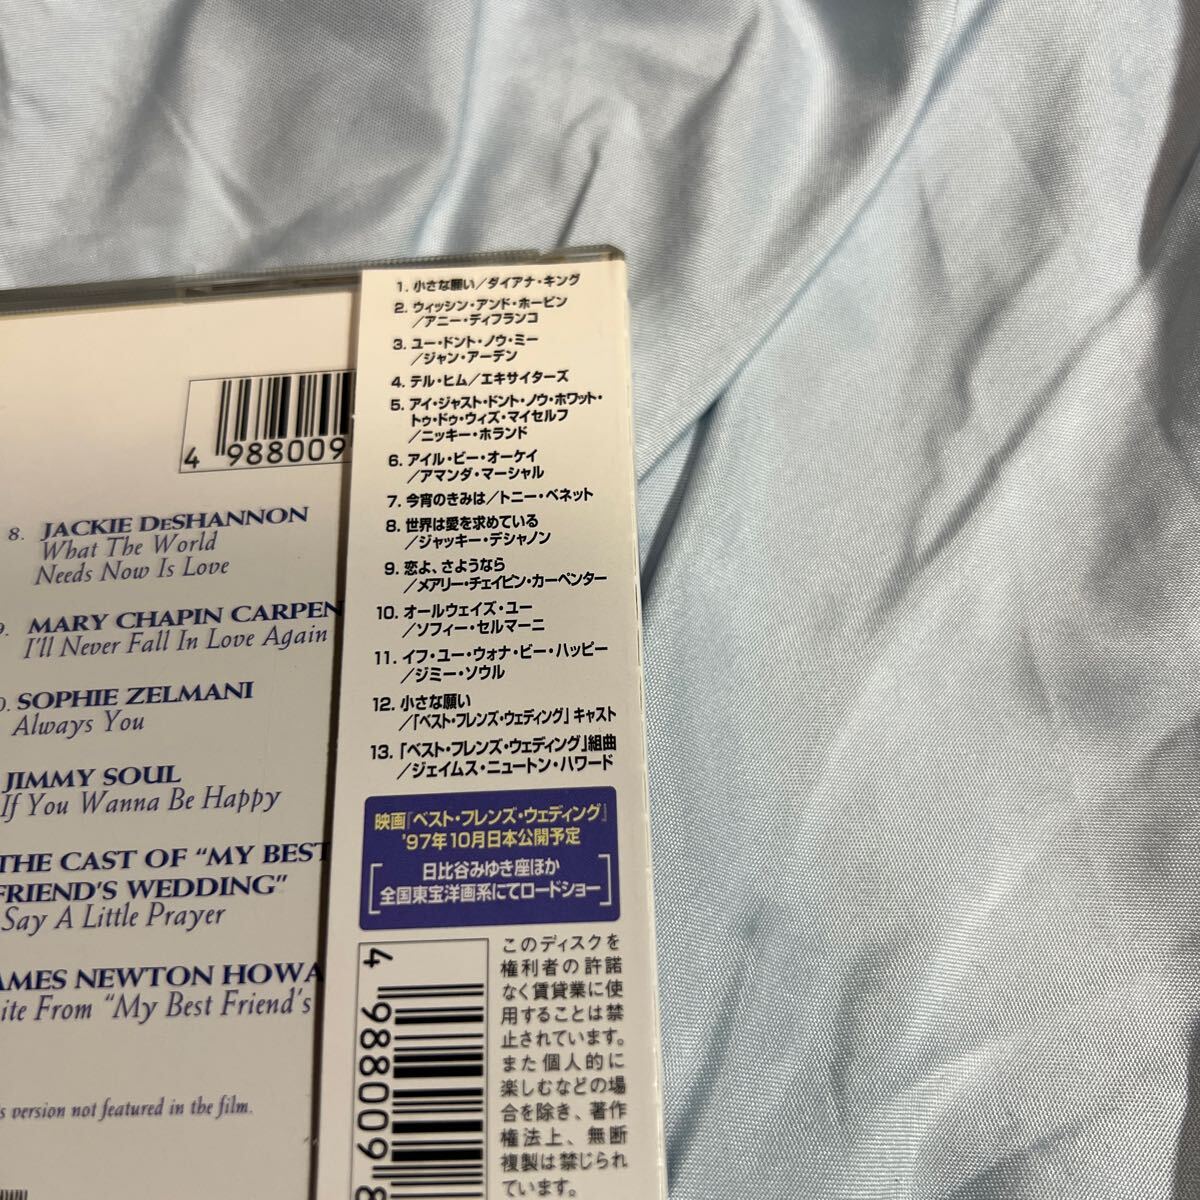 4 988009
8. JACKIE DESHANNON
What The World
Needs Now Is Love
9. MARY CHAPIN CARPEN
I'll Never Fall In Love Again
0. SOPHIE ZELMANI
Always You
JIMMY SOUL
If You Wanna Be Happy
THE CAST OF "MY BEST
FRIEND'S WEDDING"
Say A Little Prayer
AMES NEWTON HOWA
ite From "My Best Friend's
s version not featured in the film.
1. 小さな願い/ダイアナ・キング
2. ウィッシン・アンド・ホーピン
/アニー・ディフランコ
3. ユー・ドント・ノウ・ミー
/ジャン・アーデン
4. テル・ヒム/エキサイターズ
5. アイ・ジャスト・ドント・ノウ・ホワット・
トゥ・ドゥ・ウィズ・マイセルフ
/ニッキー・ホランド
6. アイル・ビー・オーケイ
/アマンダ・マーシャル
7. 今宵のきみは/トニー・ベネット
8. 世界は愛を求めている
/ジャッキー・デシャノン
9. 恋よ、さようなら
/メアリー・チェイピン・カーペンター
10. オールウェイズ・ユー
/ソフィー・セルマーニ
11. イフ・ユー・ウォナ・ビー・ハッピー
/ジミー・ソウル
12. 小さな願い
/「ベスト・フレンズ・ウェディング」キャスト
13. 「ベスト・フレンズ・ウェディング」組曲
/ジェイムス・ニュートン・ハワード
映画『ベスト・フレンズ・ウェディング』
'97年10月日本公開予定
日比谷みゆき座ほか
全国東宝洋画系にてロードショー
4 988009 8
このディスクを
権利者の許諾
なく賃貸業に使
用することは禁
止されています。
また個人的に
楽しむなどの場
合を除き、著作
権法上、無断
複製は禁じられ
ています。